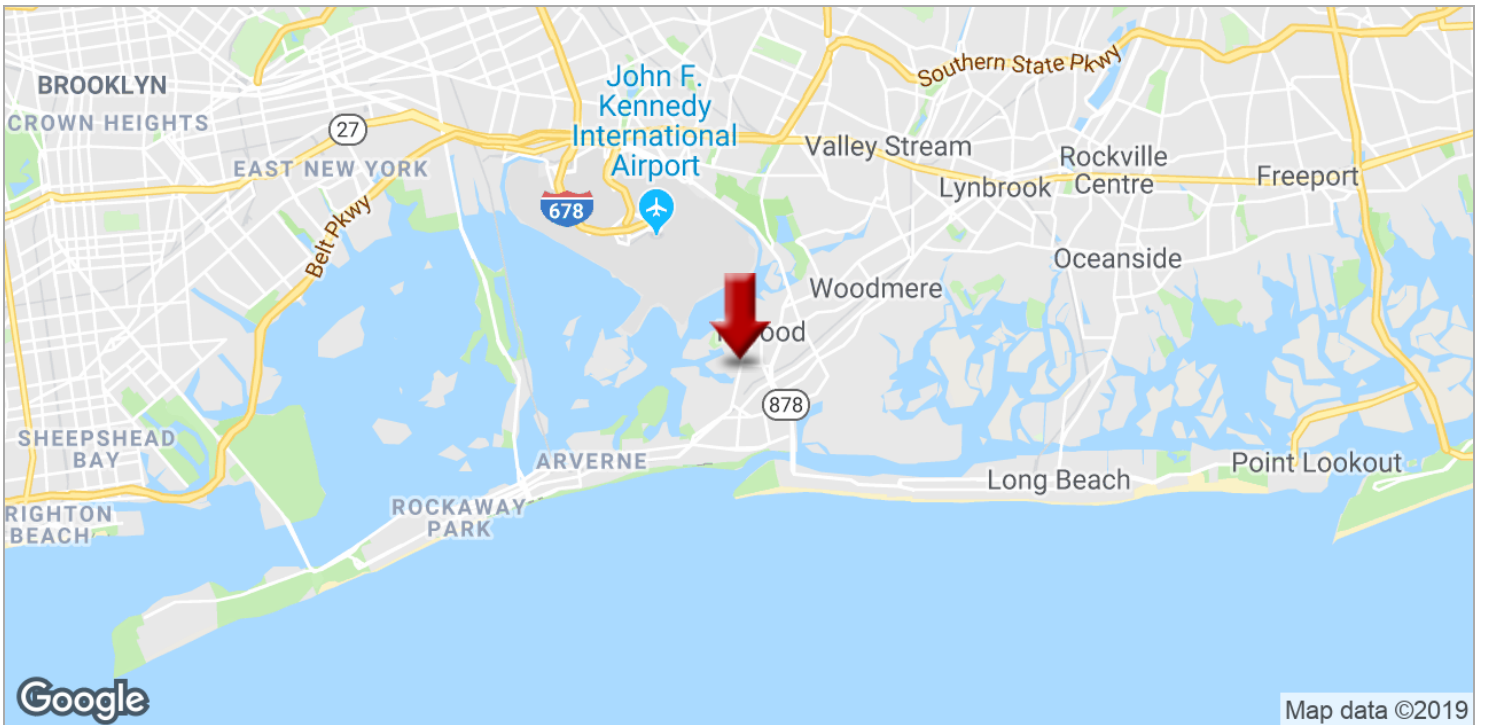 BROOKLYN
CROWN HEIGHTS
27
EAST NEW YORK
Belt Pkwy
John F.
Kennedy
International
Airport
678
Southern State Pkwy
Valley Stream
Lynbrook
Rockville
Centre
Freeport
Oceanside
Woodmere
ood
878
SHEEPSHEAD
BAY
ARVERNE
ROCKAWAY
PARK
RIGHTON
BEACH
Long Beach
Point Lookout
Google
Map data ©2019